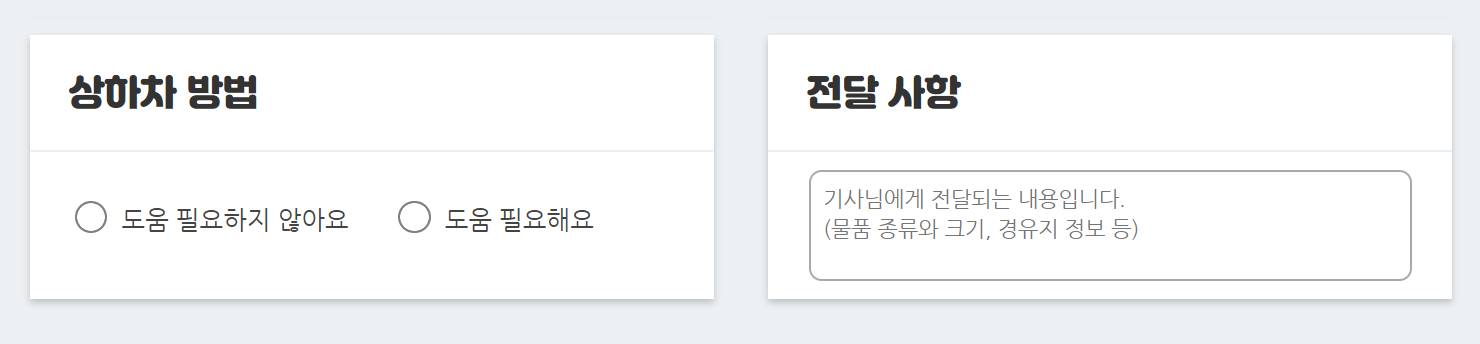 상하차 방법
도움 필요하지 않아요
도움 필요해요
전달 사항
기사님에게 전달되는 내용입니다.
(물품 종류와 크기, 경유지 정보 등)